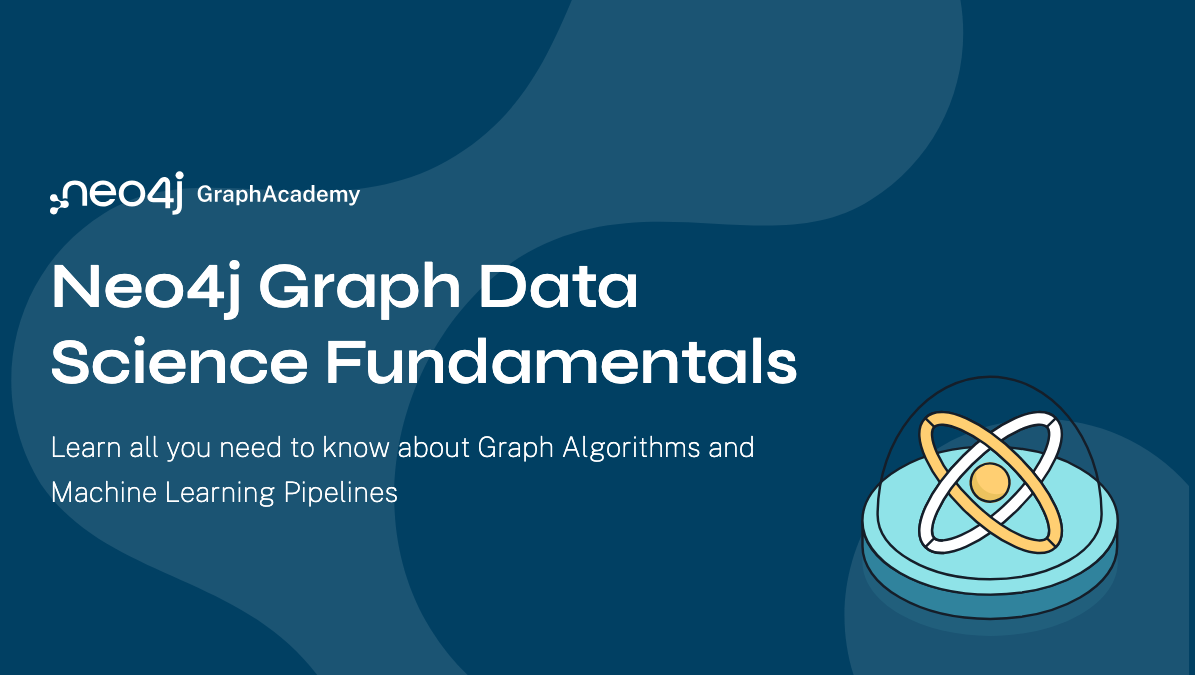 neo4j GraphAcademy
Neo4j Graph Data
Science Fundamentals
Learn all you need to know about Graph Algorithms and
Machine Learning Pipelines